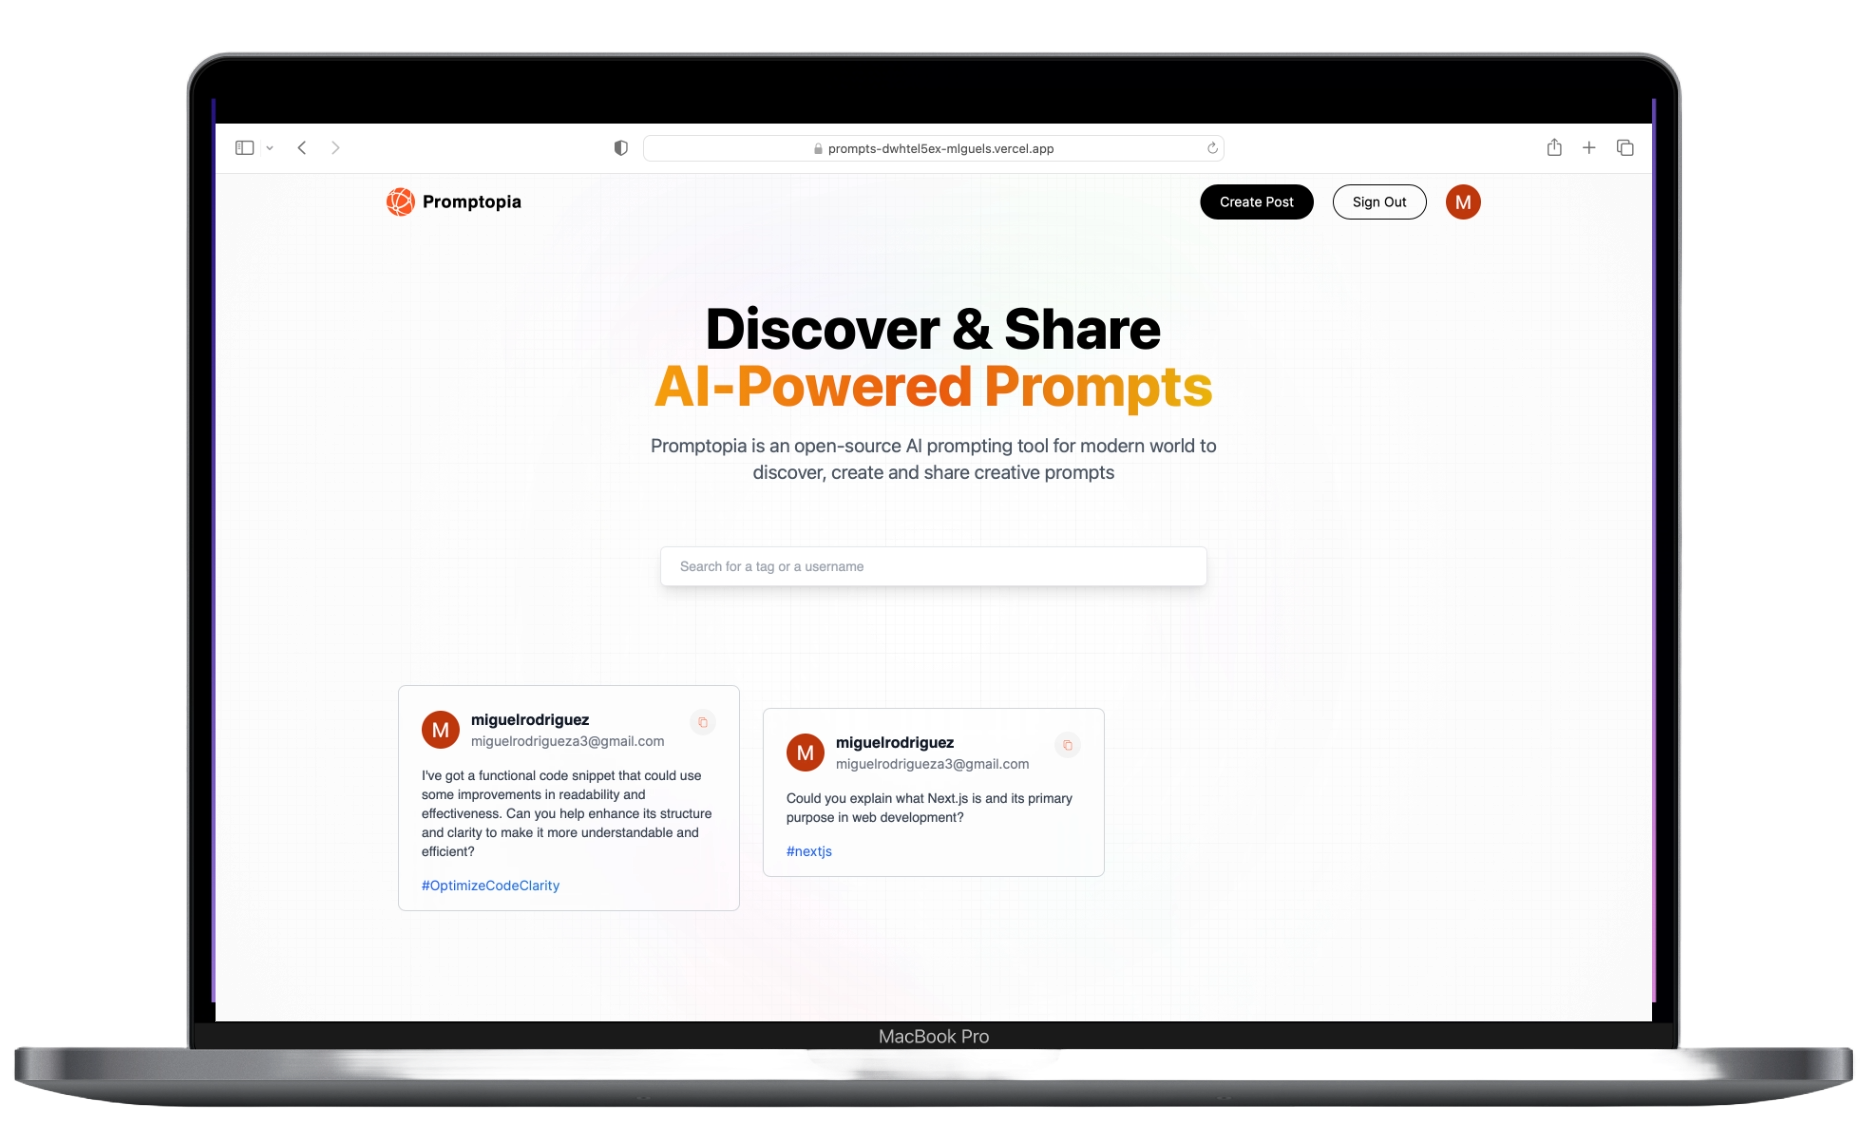 prompts-dwhtel5ex-mlguels.vercel.app
Promptopia
Create Post
Sign Out
M
Discover & Share
AI-Powered Prompts
Promptopia is an open-source AI prompting tool for modern world to
discover, create and share creative prompts
Search for a tag or a username
M
miguelrodriguez
miguelrodrigueza3@gmail.com
I've got a functional code snippet that could use
some improvements in readability and
effectiveness. Can you help enhance its structure
and clarity to make it more understandable and
efficient?
#OptimizeCodeClarity
M
miguelrodriguez
miguelrodrigueza3@gmail.com
Could you explain what Next.js is and its primary
purpose in web development?
#nextjs
MacBook Pro